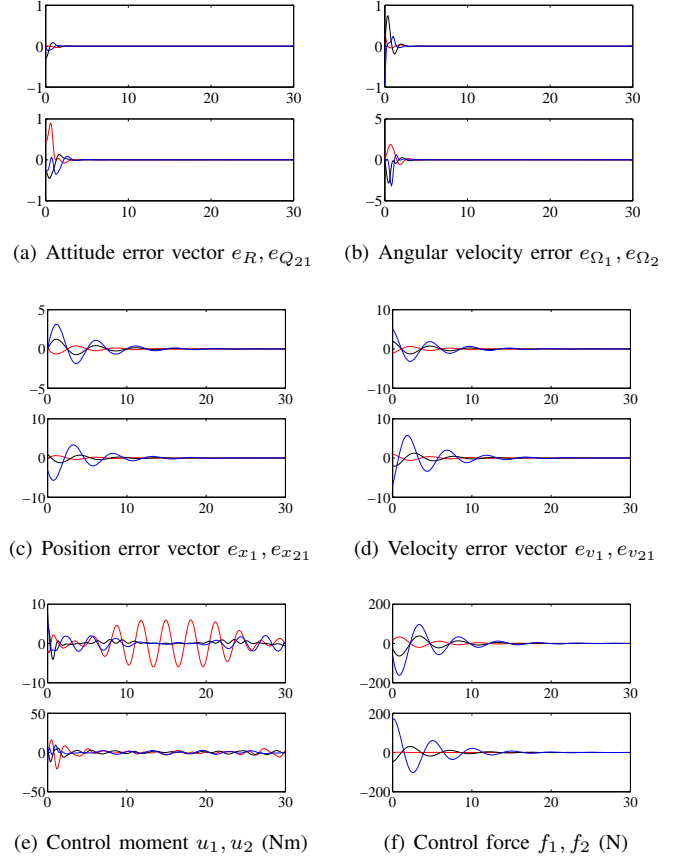 1
0
−1
0 10 20 30
1
0
−1
0 10 20 30
1
0
−1
0 10 20 30
5
0
−5
0 10 20 30
(a) Attitude error vector e_R, e_{Q_{21}}
(b) Angular velocity error e_{Ω_1}, e_{Ω_2}
5
0
−5
0 10 20 30
10
0
−10
0 10 20 30
10
0
−10
0 10 20 30
10
0
−10
0 10 20 30
(c) Position error vector e_{x_1}, e_{x_{21}}
(d) Velocity error vector e_{v_1}, e_{v_{21}}
10
0
−10
0 10 20 30
50
0
−50
0 10 20 30
200
0
−200
0 10 20 30
200
0
−200
0 10 20 30
(e) Control moment u_1, u_2 (Nm)
(f) Control force f_1, f_2 (N)